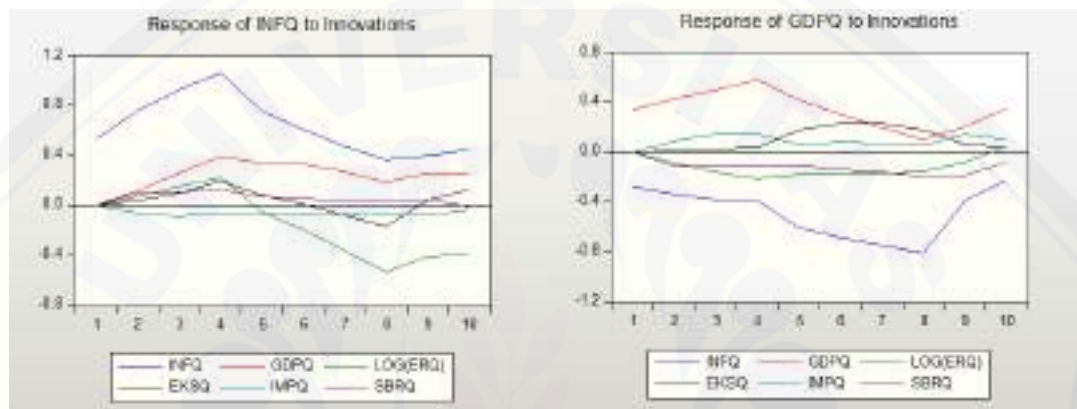 Response of INFQ to Innovations
1.2
0.8
0.4
0.0
-0.4
-0.8
1 2 3 4 5 6 7 8 9 10
INFQ GDPQ LOG(ERQ)
EKSQ IMPQ SBRQ
Response of GDPQ to Innovations
0.8
0.4
0.0
-0.4
-0.8
-1.2
1 2 3 4 5 6 7 8 9 10
INFQ GDPQ LOG(ERQ)
EKSQ IMPQ SBRQ